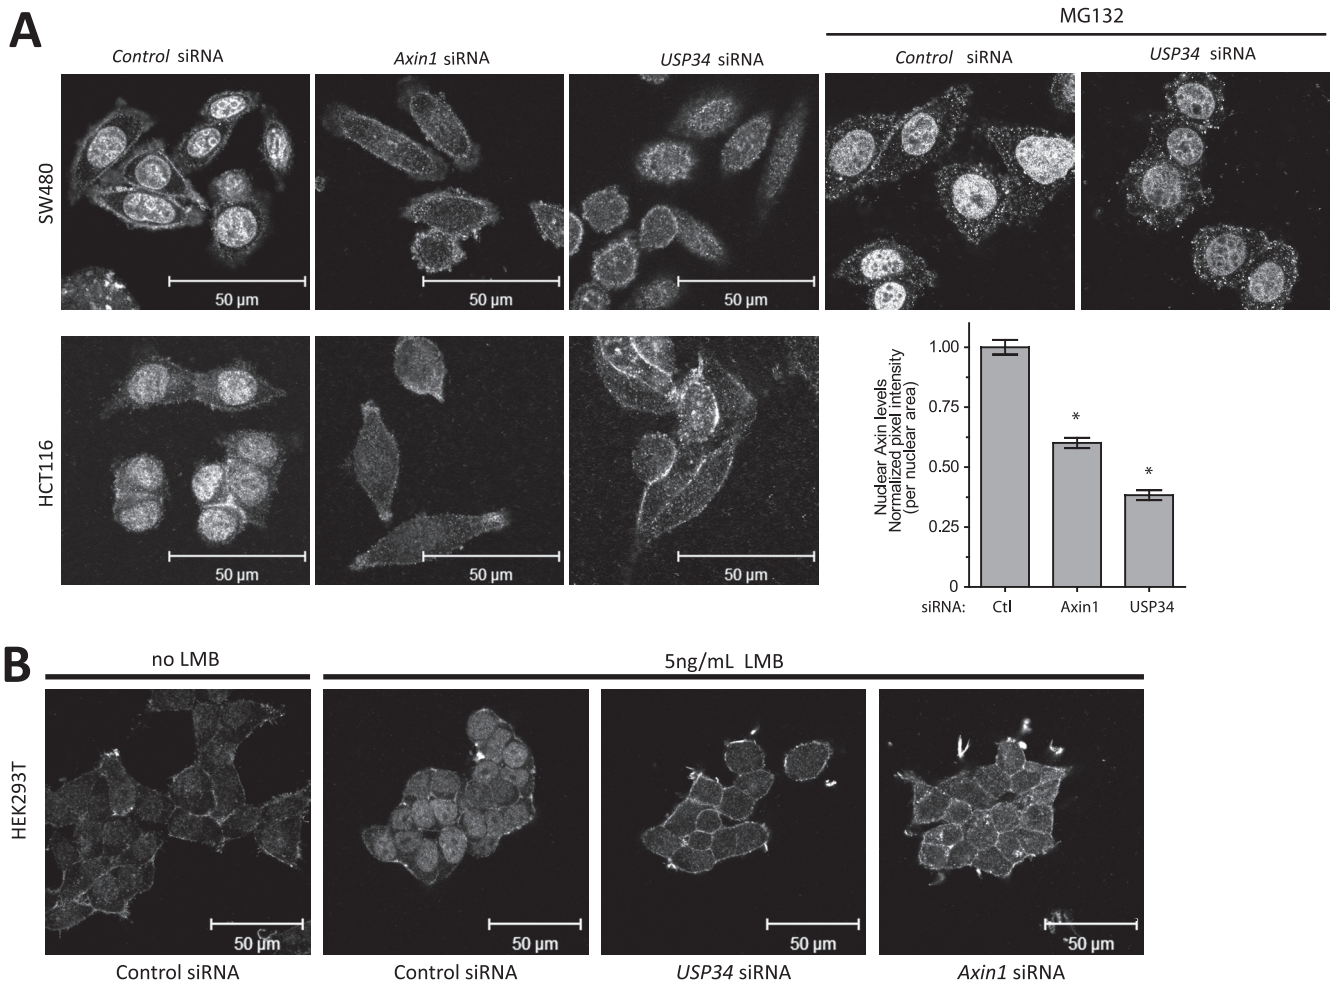 A
MG132
Control siRNA
Axin1 siRNA
USP34 siRNA
Control siRNA
USP34 siRNA
SW480
50 µm
50 µm
50 µm
HCT116
50 µm
50 µm
50 µm
Nuclear Axin levels
Normalized pixel intensity
(per nuclear area)
1.00
0.75
0.50
0.25
0
*
*
siRNA: Ctl Axin1 USP34
B
no LMB
5ng/mL LMB
HEK293T
50 µm
50 µm
50 µm
50 µm
Control siRNA
Control siRNA
USP34 siRNA
Axin1 siRNA